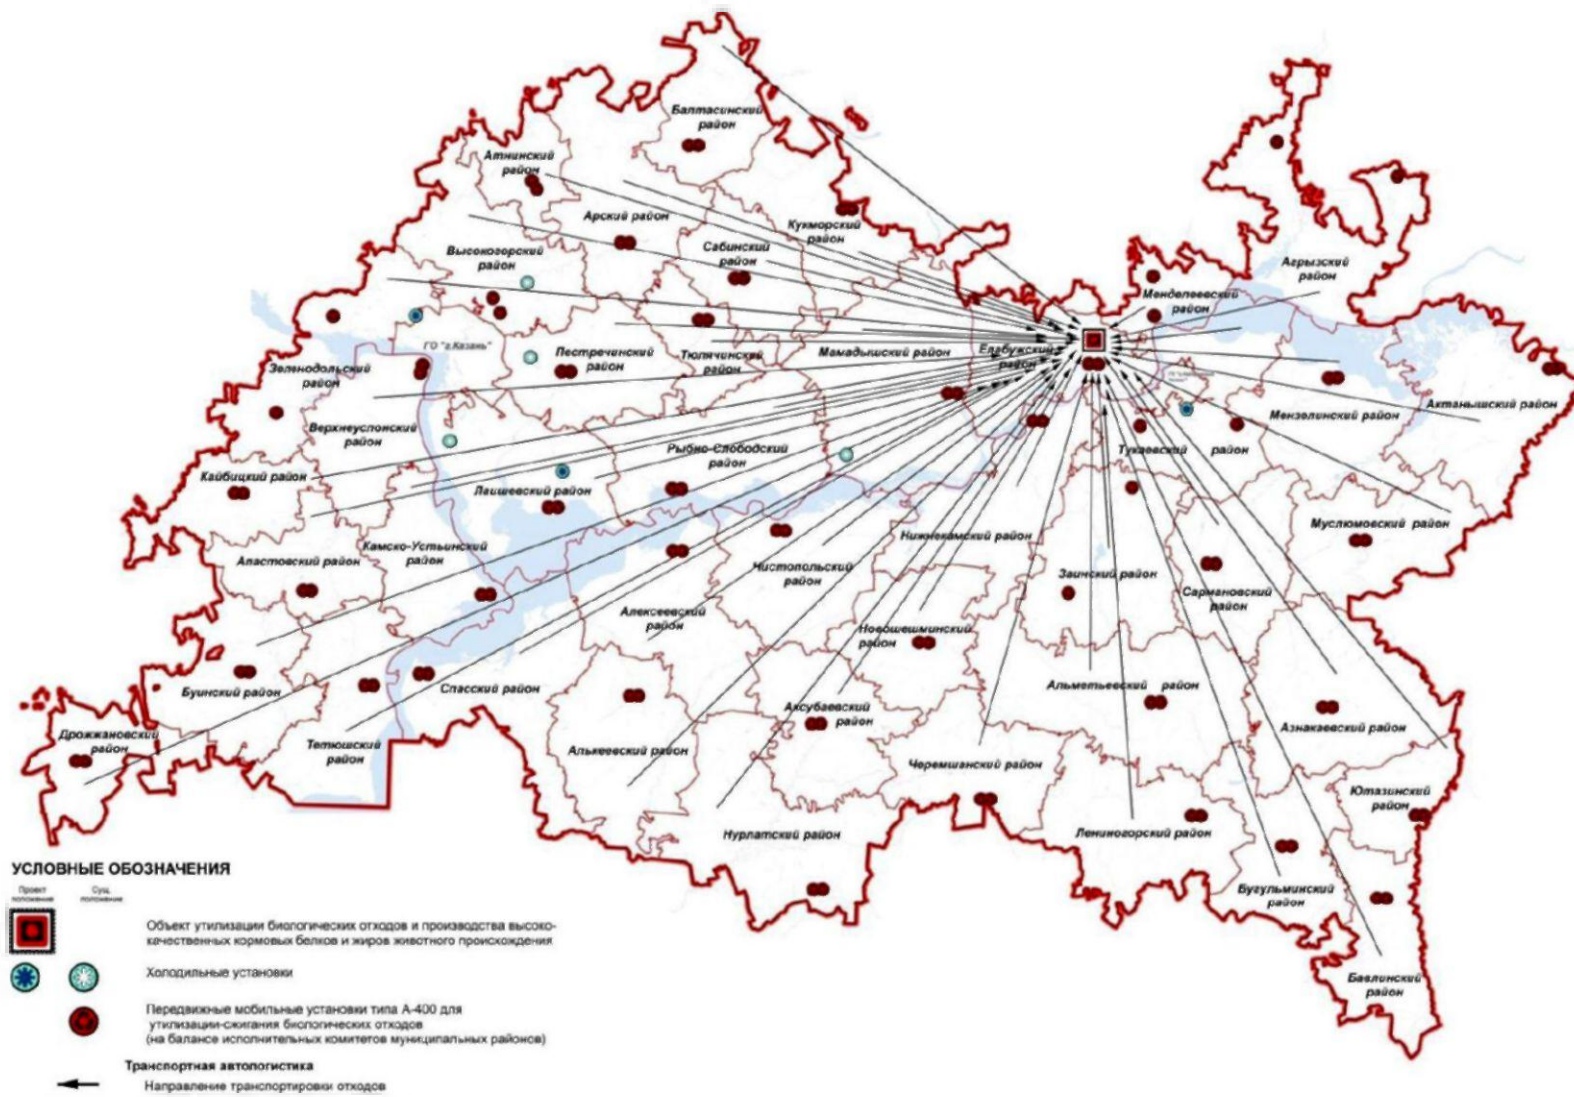 Балтасинский
район
Атнинский
район
Арский район
Кукморский
район
Высокогорский
район
Сабинский
район
Агрызский
район
Менделеевский
район
ГО "г.Казань"
Зеленодольский
район
Пестречинский
район
Тюлячинский
район
Мамадышский район
Елабужский
район
Актанышский район
Мензелинский район
Верхнеуслонский
район
Рыбно-Слободский
район
Тукаевский район
Кайбицкий район
Лаишевский район
Муслюмовский район
Нижнекамский район
Камско-Устьинский
район
Апастовский район
Чистопольский
район
Заинский район
Сармановский
район
Алексеевский
район
Новошешминский
район
Буинский район
Спасский район
Альметьевский район
Аксубаевский
район
Азнакаевский район
Дрожжановский
район
Тетюшский
район
Алькеевский район
Черемшанский район
Ютазинский
район
Нурлатский район
Лениногорский район
Бугульминский
район
Бавлинский
район
УСЛОВНЫЕ ОБОЗНАЧЕНИЯ
Проект Сущ.
положение положение
Объект утилизации биологических отходов и производства высоко-
качественных кормовых белков и жиров животного происхождения
Холодильные установки
Передвижные мобильные установки типа А-400 для
утилизации-сжигания биологических отходов
(на балансе исполнительных комитетов муниципальных районов)
Транспортная автологистика
Направление транспортировки отходов